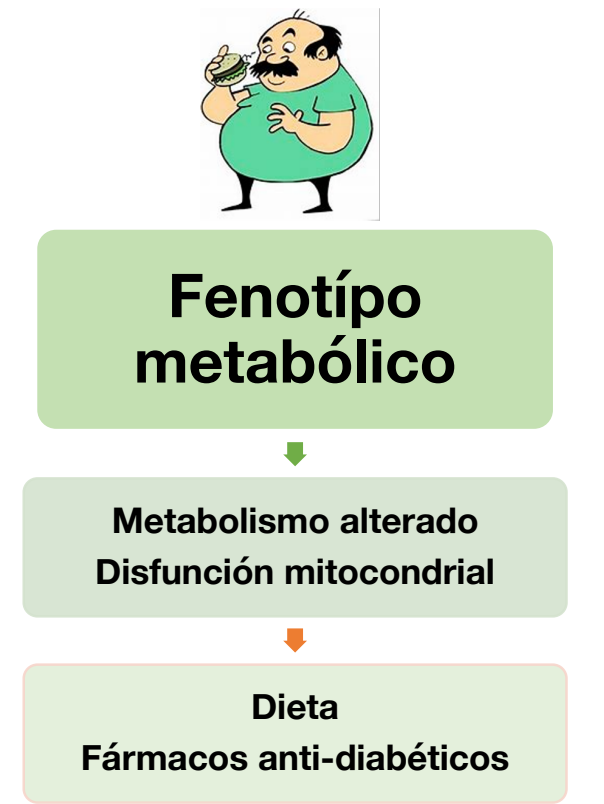 Fenotípo
metabólico
Metabolismo alterado
Disfunción mitocondrial
Dieta
Fármacos anti-diabéticos